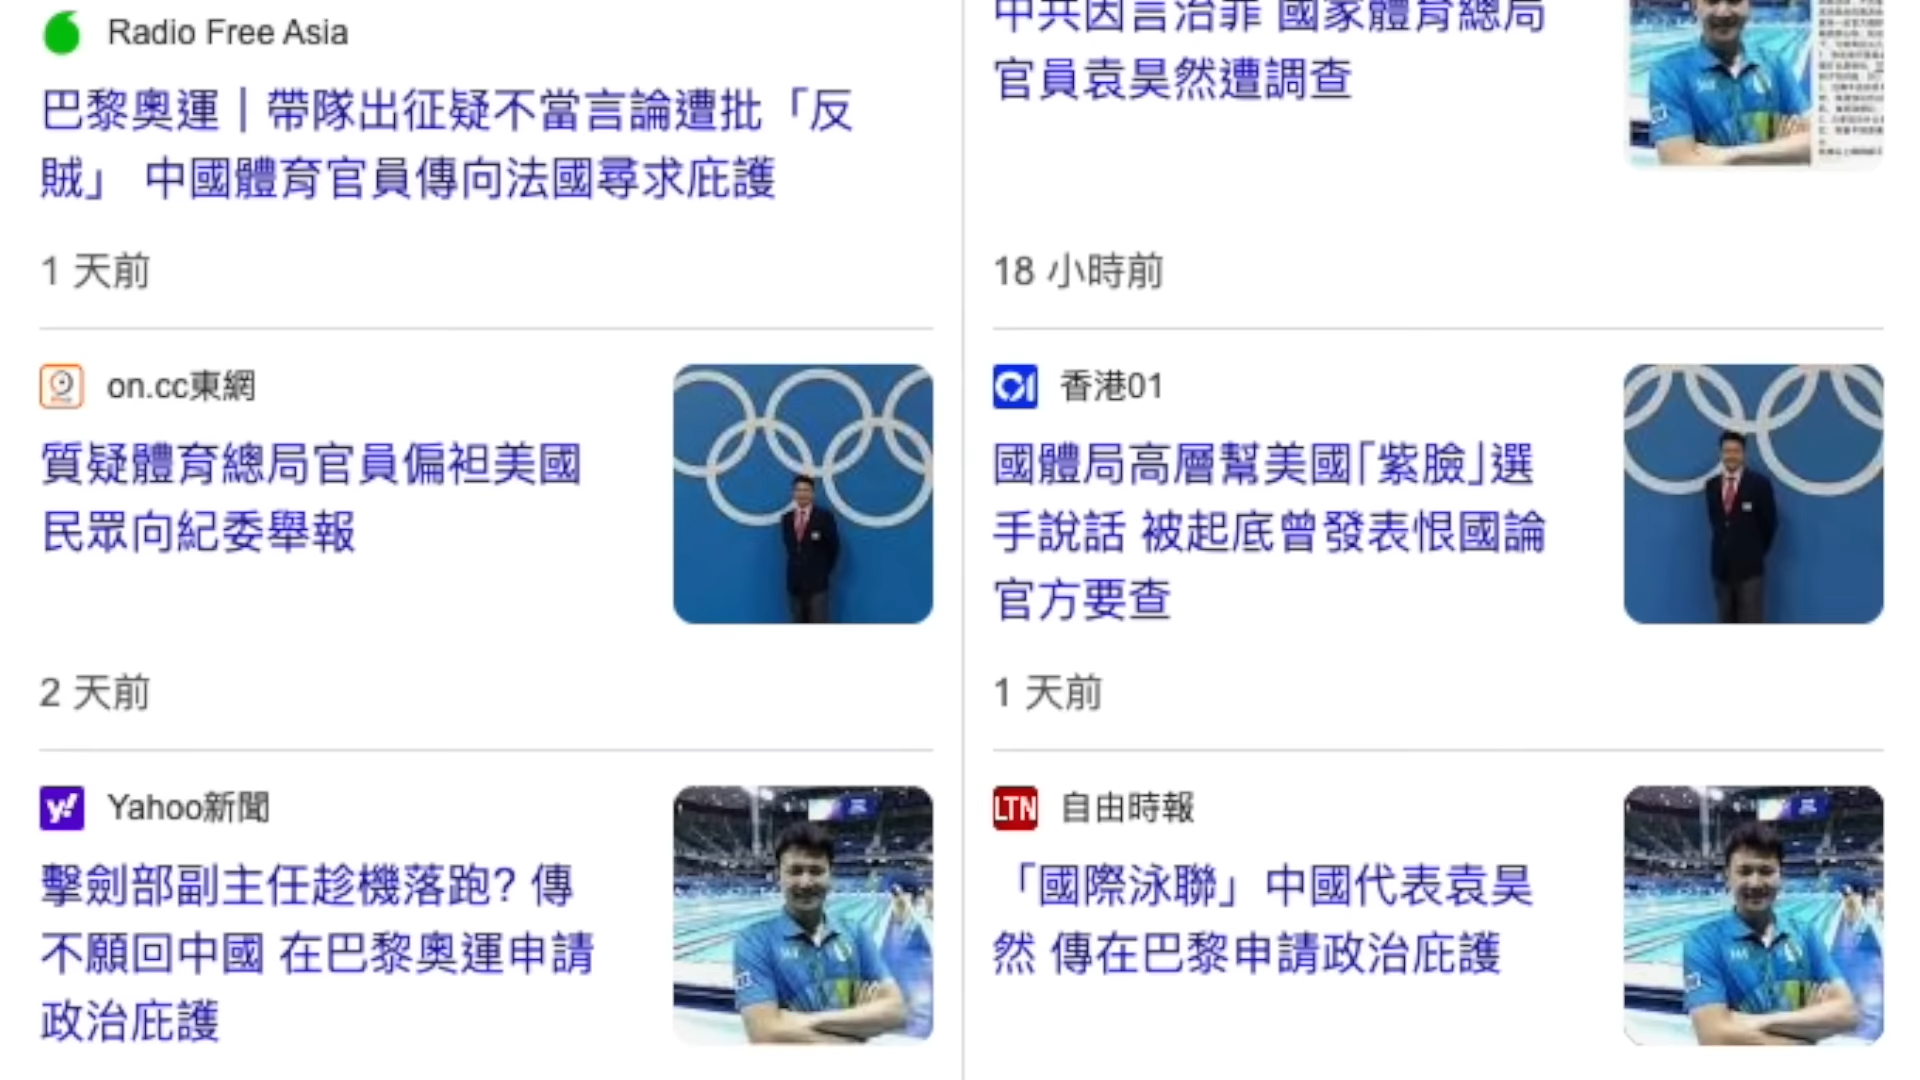 Radio Free Asia
巴黎奧運｜帶隊出征疑不當言論遭批「反
賊」 中國體育官員傳向法國尋求庇護
1 天前
中共因言治罪 國家體育總局
官員袁昊然遭調查
18 小時前
on.cc東網
質疑體育總局官員偏袒美國
民眾向紀委舉報
2 天前
香港01
國體局高層幫美國「紫臉」選
手說話 被起底曾發表恨國論
官方要查
1 天前
Yahoo新聞
擊劍部副主任趁機落跑? 傳
不願回中國 在巴黎奧運申請
政治庇護
LTN 自由時報
「國際泳聯」中國代表袁昊
然 傳在巴黎申請政治庇護